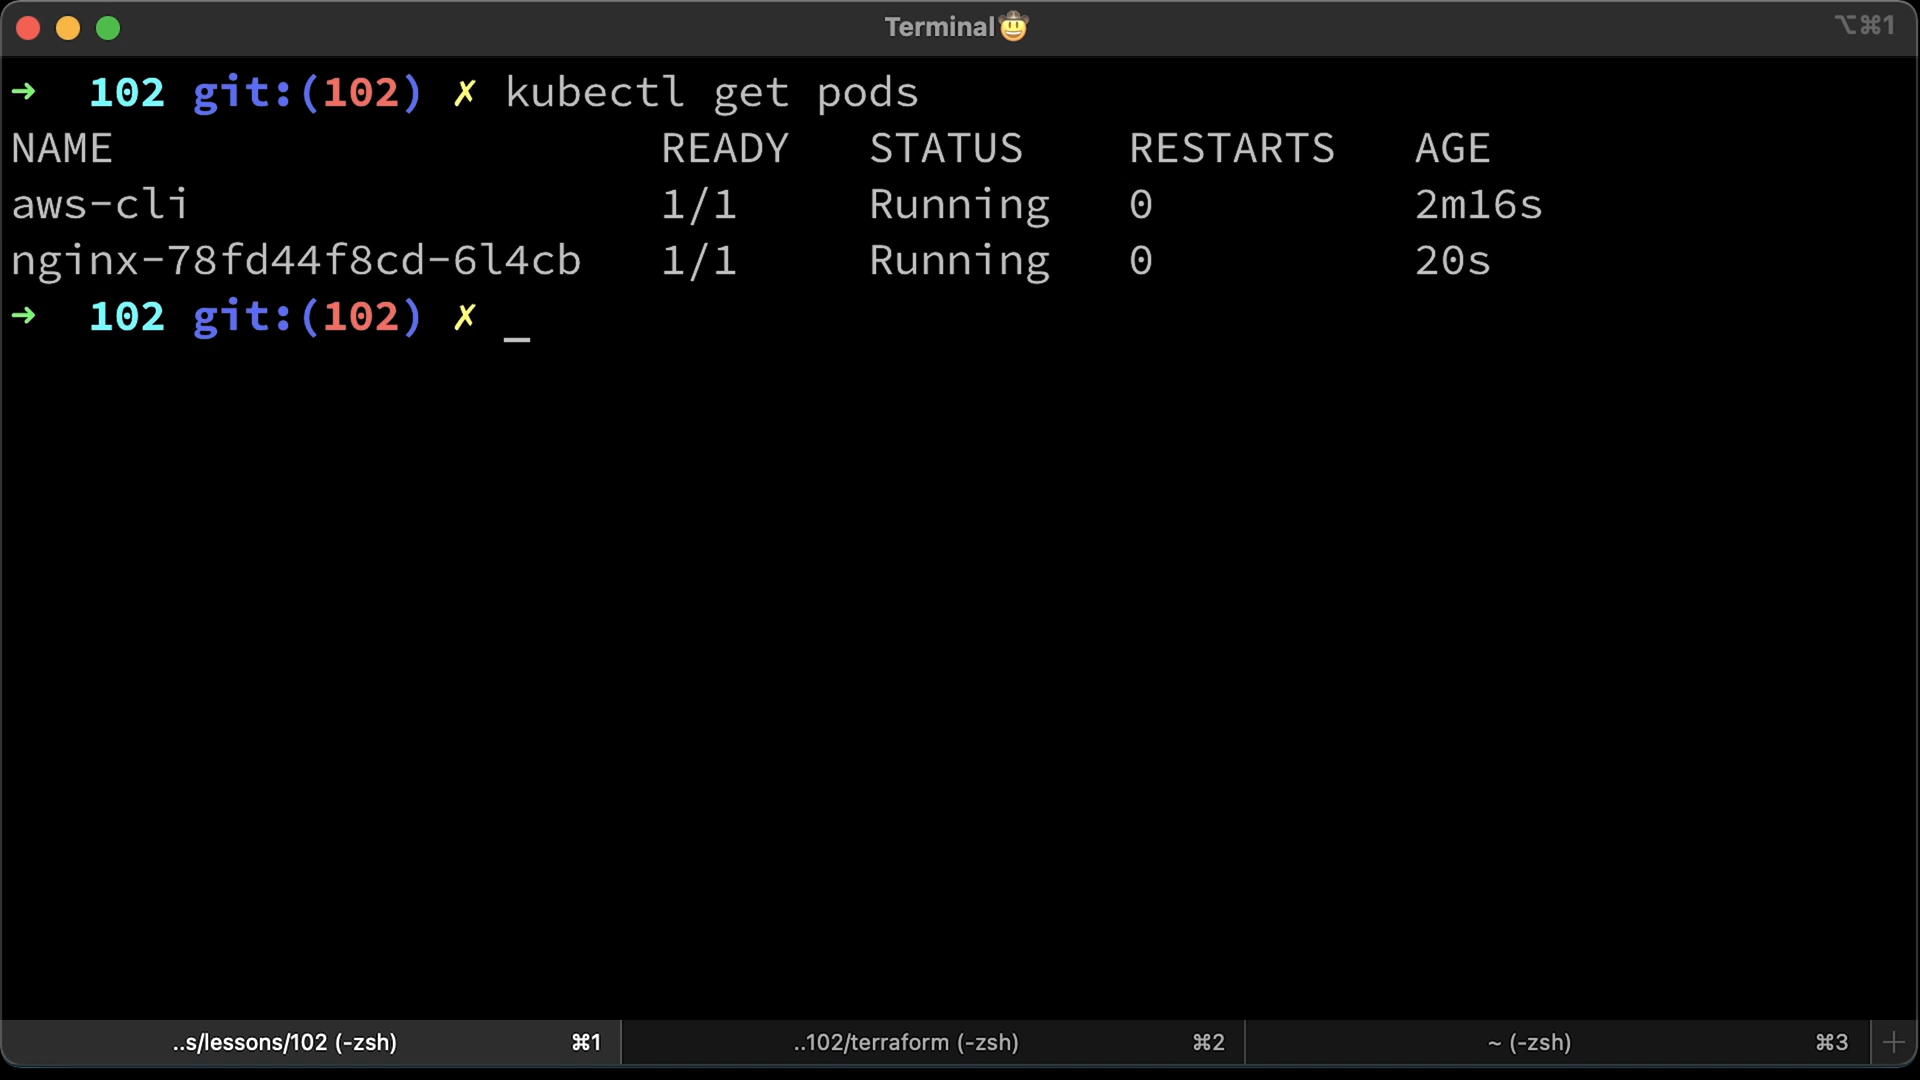 Terminal🤠
⌥⌘1
➜ 102 git:(102) ✗ kubectl get pods
NAME READY STATUS RESTARTS AGE
aws-cli 1/1 Running 0 2m16s
nginx-78fd44f8cd-6l4cb 1/1 Running 0 20s
➜ 102 git:(102) ✗ _
..s/lessons/102 (-zsh) ⌘1 ..102/terraform (-zsh) ⌘2 ~ (-zsh) ⌘3 +